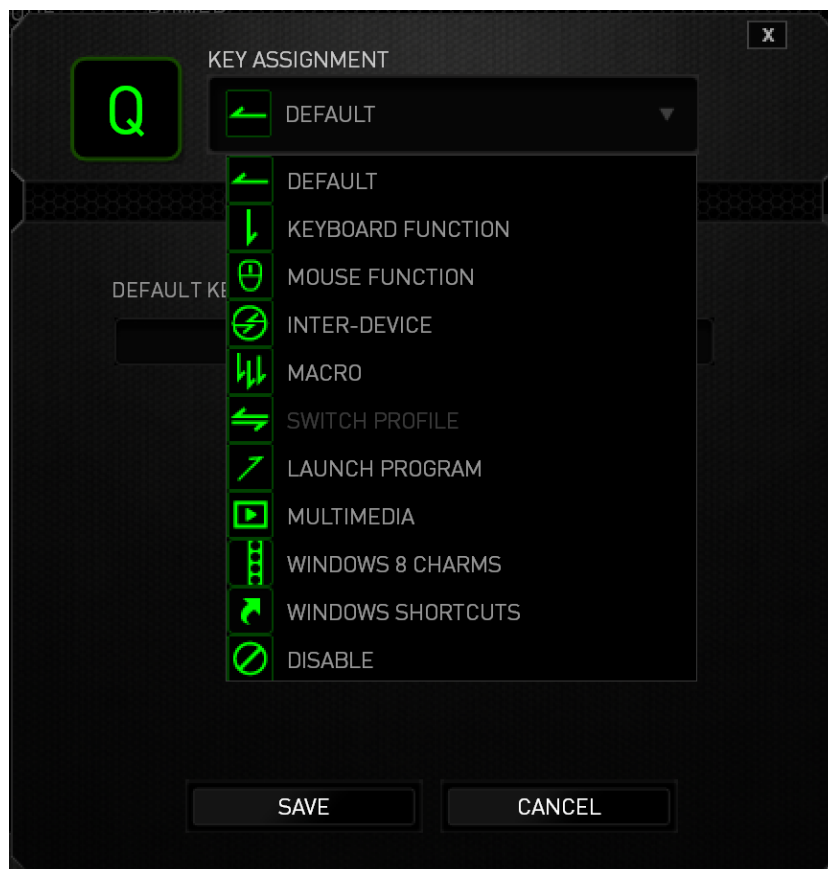 X
KEY ASSIGNMENT
Q
DEFAULT
DEFAULT
KEYBOARD FUNCTION
MOUSE FUNCTION
DEFAULT
INTER-DEVICE
MACRO
SWITCH PROFILE
LAUNCH PROGRAM
MULTIMEDIA
WINDOWS 8 CHARMS
WINDOWS SHORTCUTS
DISABLE
SAVE
CANCEL